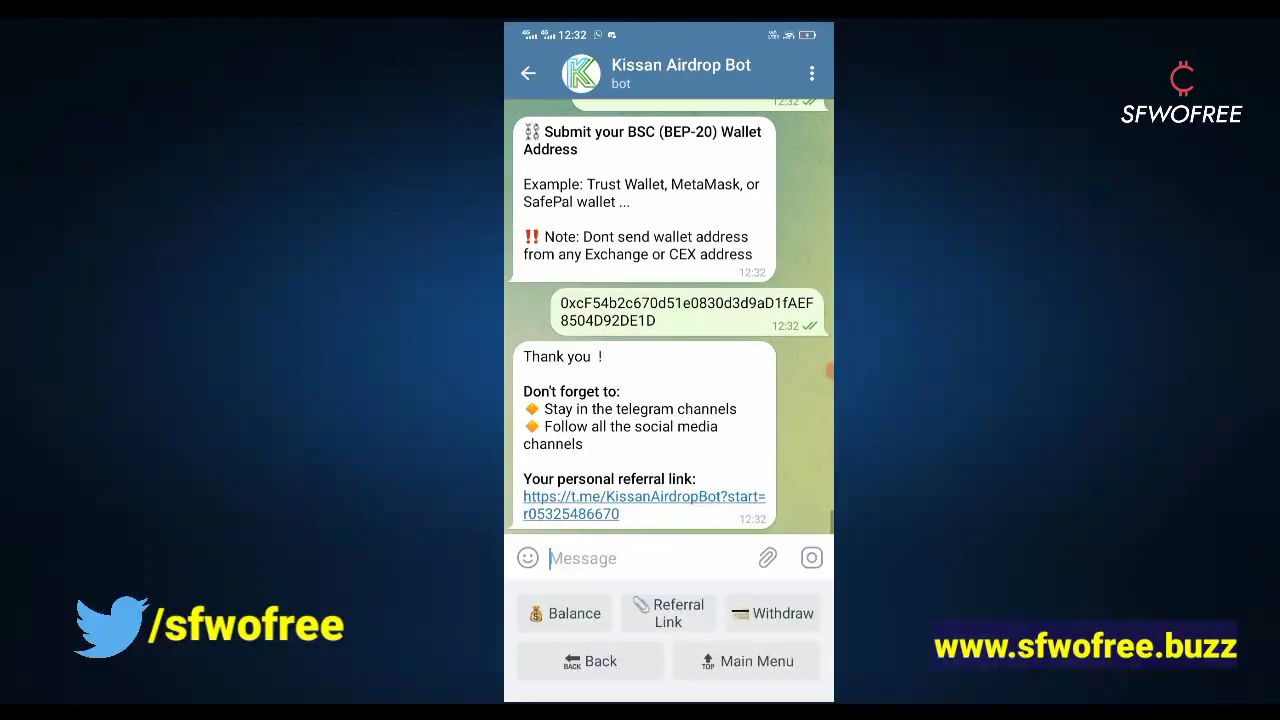 4G 4G 12:32
Kissan Airdrop Bot
bot
SFWOFREE
12:32
Submit your BSC (BEP-20) Wallet
Address
Example: Trust Wallet, MetaMask, or
SafePal wallet ...
‼️ Note: Dont send wallet address
from any Exchange or CEX address
12:32
0xcF54b2c670d51e0830d3d9aD1fAEF
8504D92DE1D
12:32
Thank you !
Don't forget to:
🔶 Stay in the telegram channels
🔶 Follow all the social media
channels
Your personal referral link:
https://t.me/KissanAirdropBot?start=
r05325486670
12:32
Message
Balance
Referral
Link
Withdraw
BACK Back
TOP Main Menu
/sfwofree
www.sfwofree.buzz